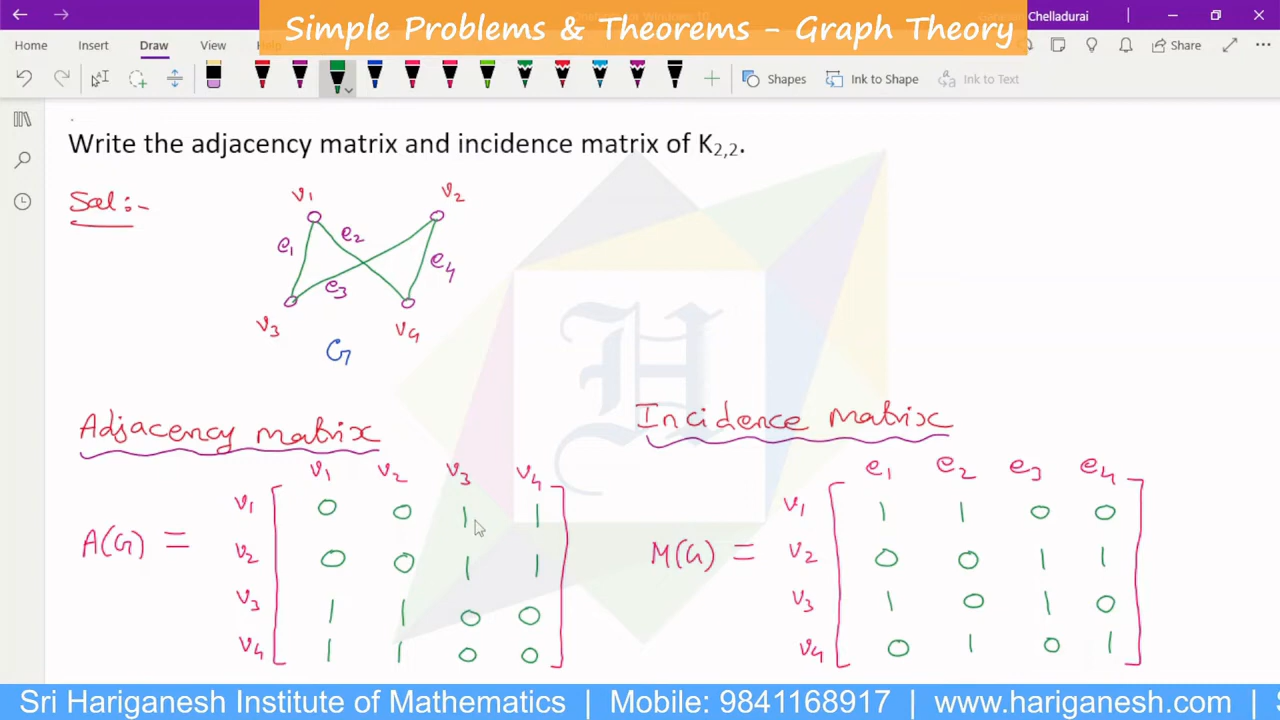 Simple Problems & Theorems - Graph Theory
Chelladurai
Home Insert Draw View
Share
Shapes Ink to Shape Ink to Text
Write the adjacency matrix and incidence matrix of K2,2.
Sol:-
v1 v2
e1 e2 e4
e3
v3 v4
G
Adjacency matrix
v1 v2 v3 v4
A(G) =
v1 0 0 1 1
v2 0 0 1 1
v3 1 1 0 0
v4 1 1 0 0
Incidence matrix
e1 e2 e3 e4
M(G) =
v1 1 1 0 0
v2 0 0 1 1
v3 1 0 1 0
v4 0 1 0 1
H
Sri Hariganesh Institute of Mathematics | Mobile: 9841168917 | www.hariganesh.com | S